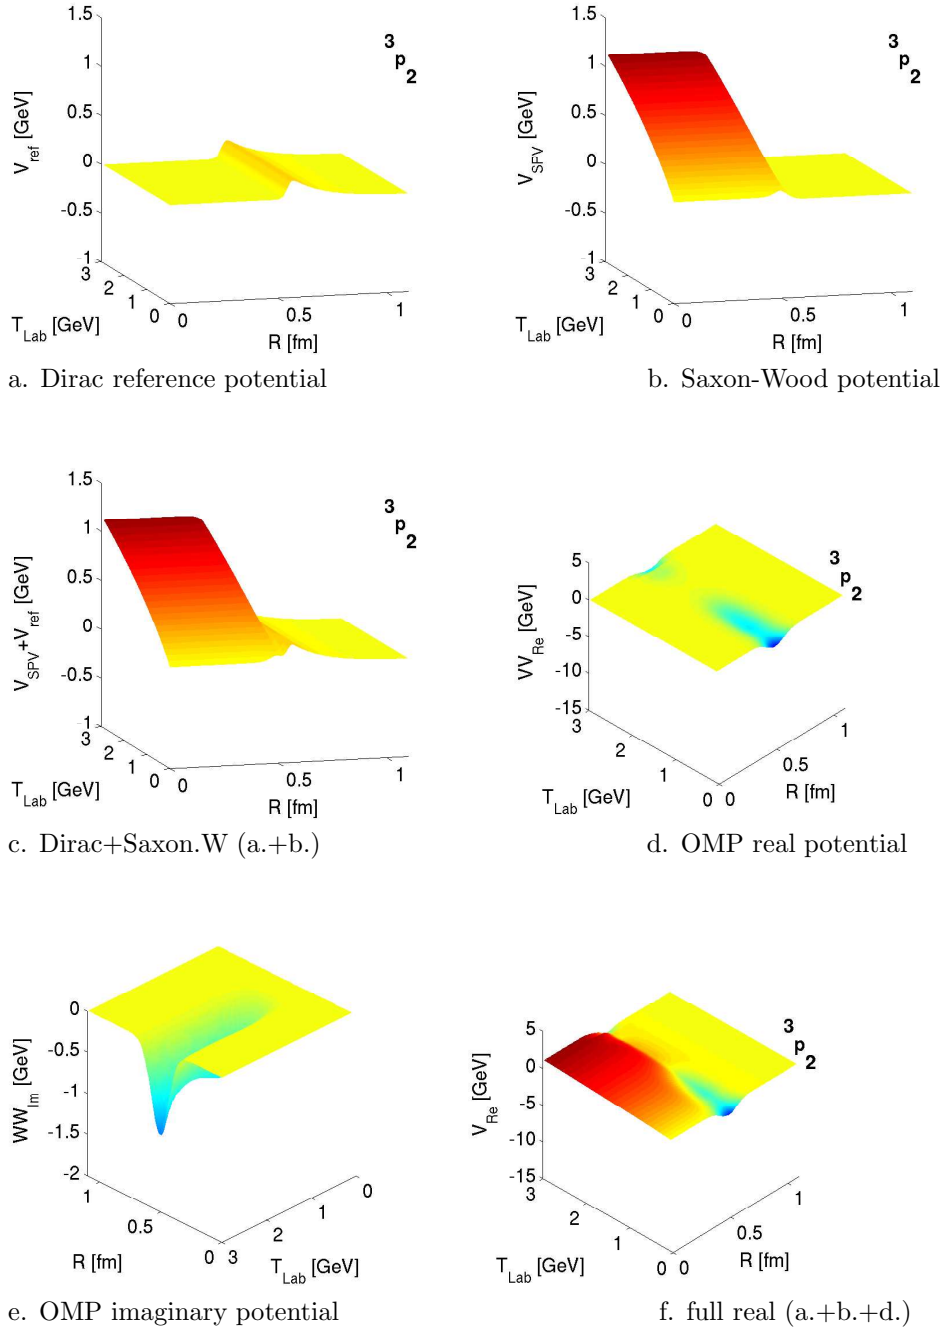 1.5
1
0.5
0
-0.5
-1
3
2
1
0
0
0.5
1
V_ref [GeV]
T_Lab [GeV]
R [fm]
3
p
2
a. Dirac reference potential
1.5
1
0.5
0
-0.5
-1
3
2
1
0
0
0.5
1
V_SPV [GeV]
T_Lab [GeV]
R [fm]
3
p
2
b. Saxon-Wood potential
1.5
1
0.5
0
-0.5
-1
3
2
1
0
0
0.5
1
V_SPV+V_ref [GeV]
T_Lab [GeV]
R [fm]
3
p
2
c. Dirac+Saxon.W (a.+b.)
5
0
-5
-10
-15
3
2
1
0
0
0.5
1
VV_Re [GeV]
T_Lab [GeV]
R [fm]
3
p
2
d. OMP real potential
0
-0.5
-1
-1.5
-2
1
0.5
0
3
2
1
0
WW_Im [GeV]
R [fm]
T_Lab [GeV]
e. OMP imaginary potential
5
0
-5
-10
-15
3
2
1
0
0
0.5
1
V_Re [GeV]
T_Lab [GeV]
R [fm]
3
p
2
f. full real (a.+b.+d.)